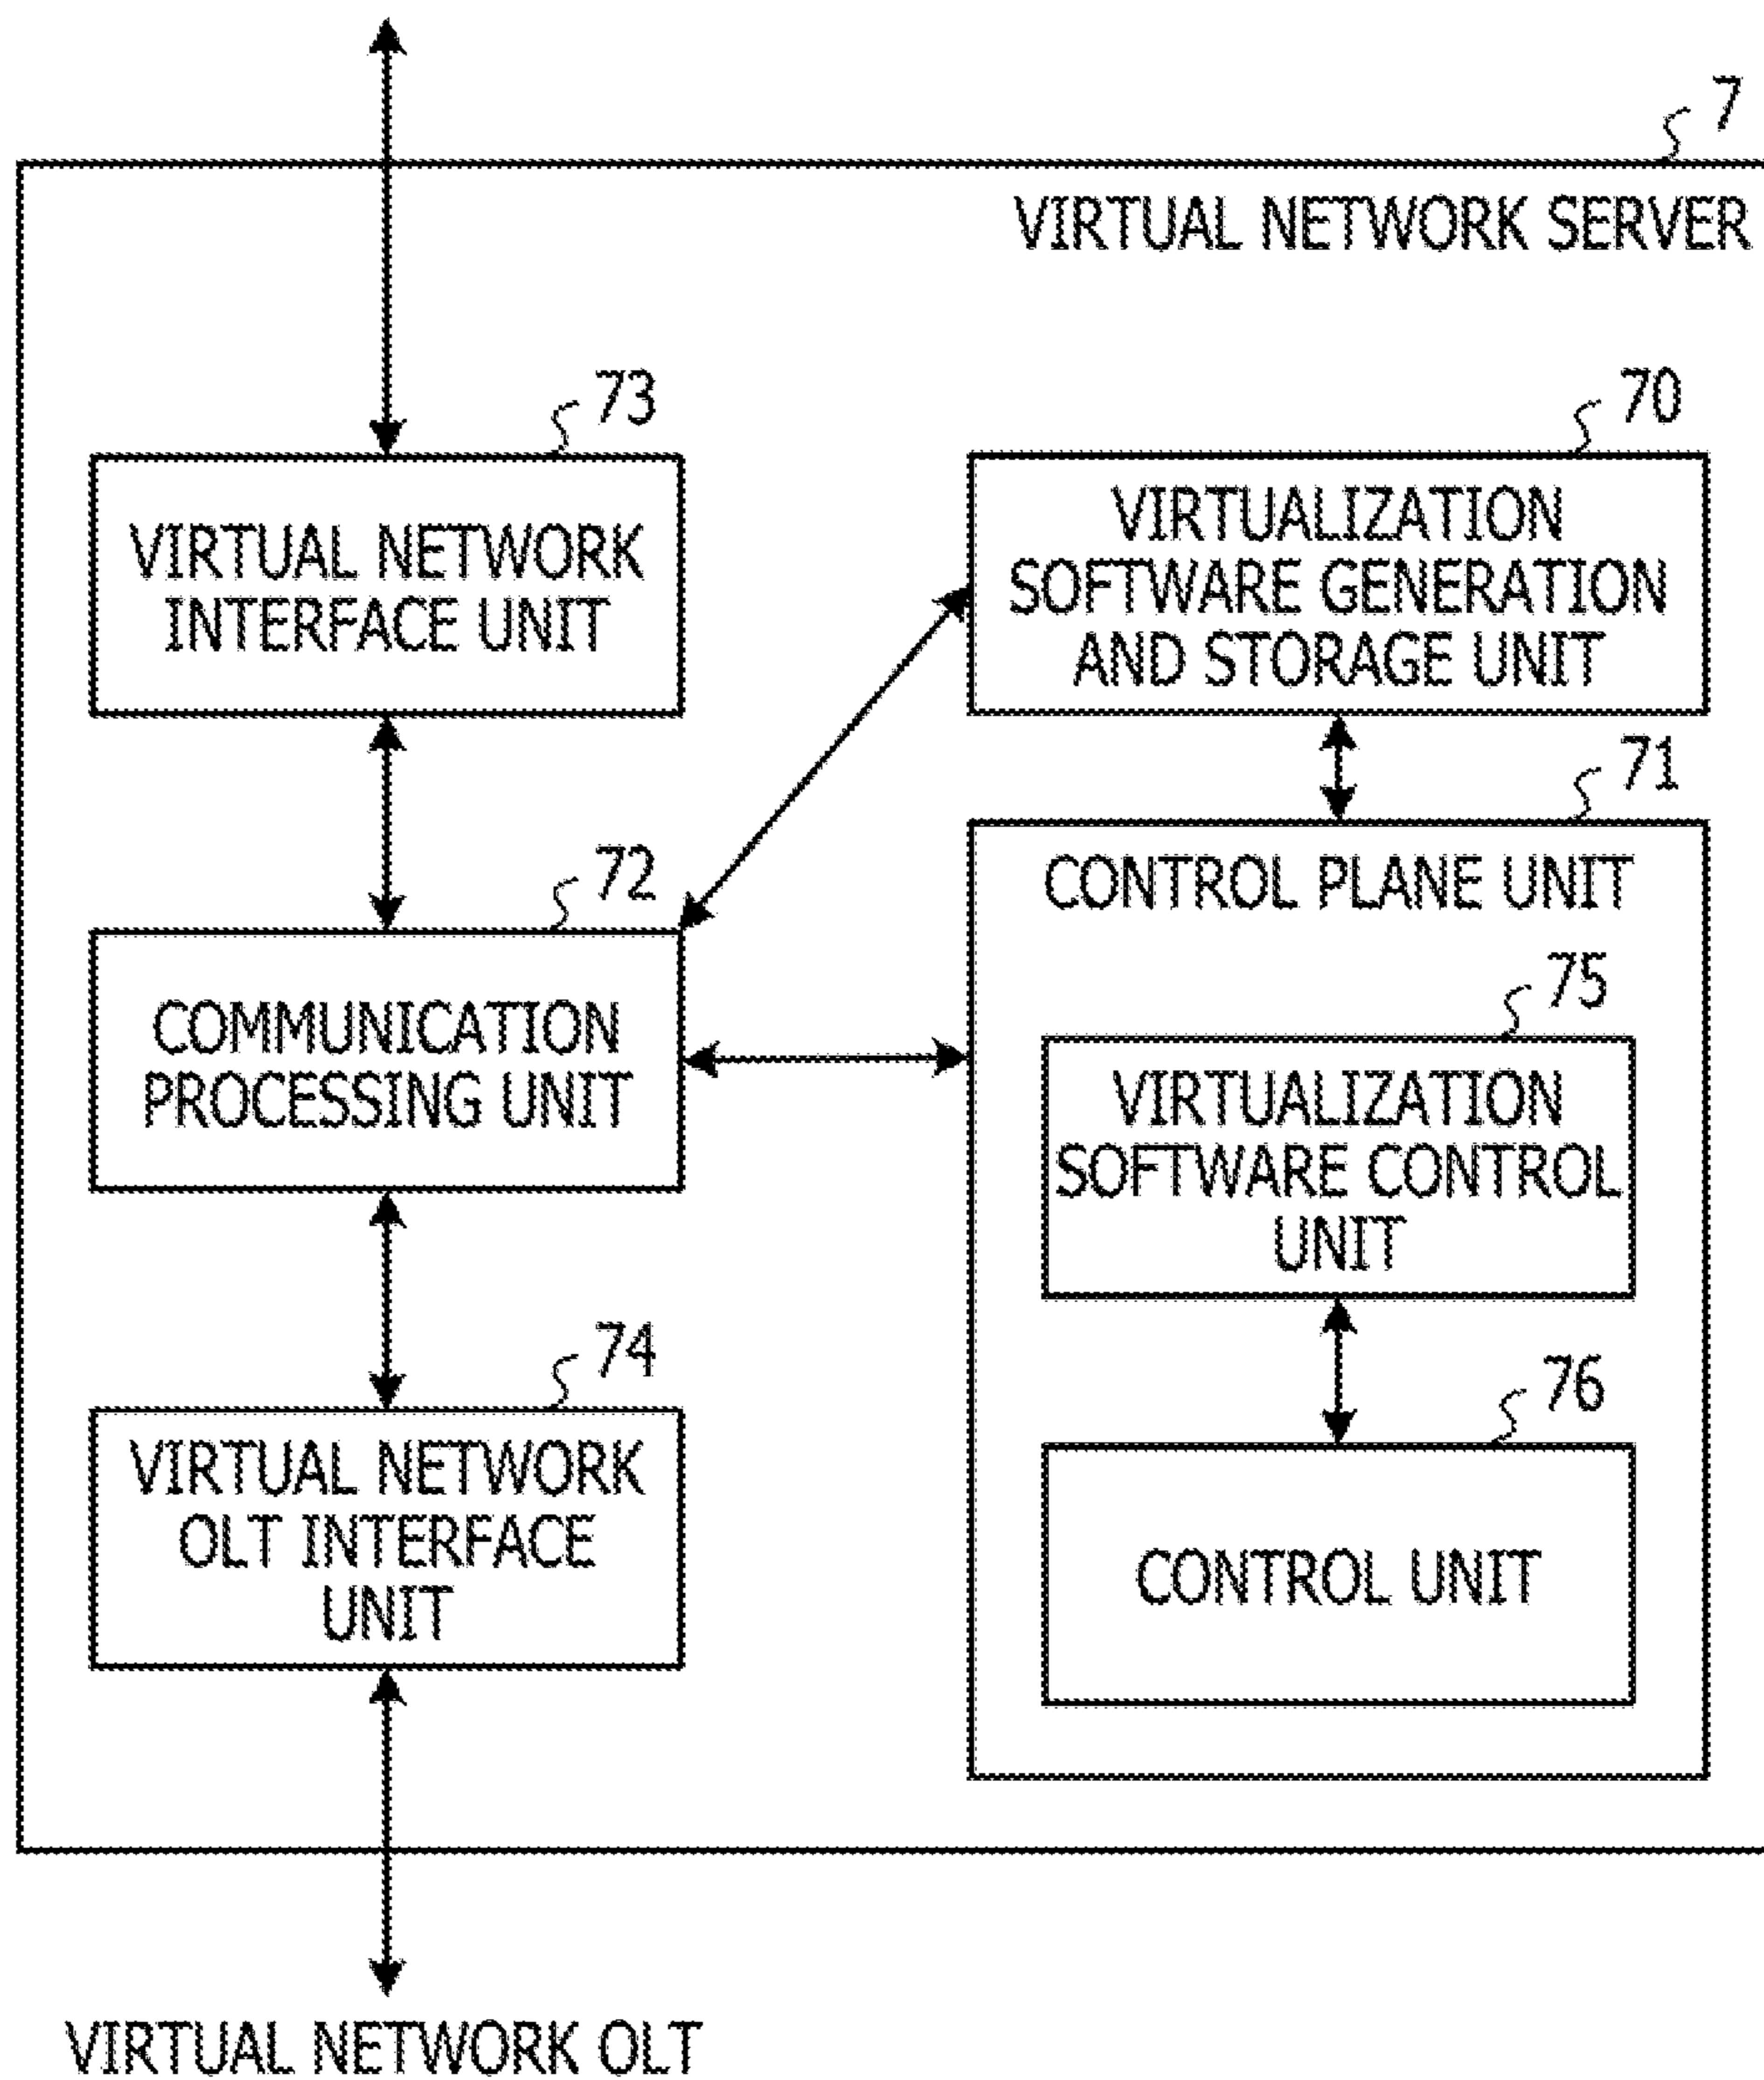 7
VIRTUAL NETWORK SERVER
73
VIRTUAL NETWORK
INTERFACE UNIT
70
VIRTUALIZATION
SOFTWARE GENERATION
AND STORAGE UNIT
71
CONTROL PLANE UNIT
72
COMMUNICATION
PROCESSING UNIT
75
VIRTUALIZATION
SOFTWARE CONTROL
UNIT
74
VIRTUAL NETWORK
OLT INTERFACE
UNIT
76
CONTROL UNIT
VIRTUAL NETWORK OLT